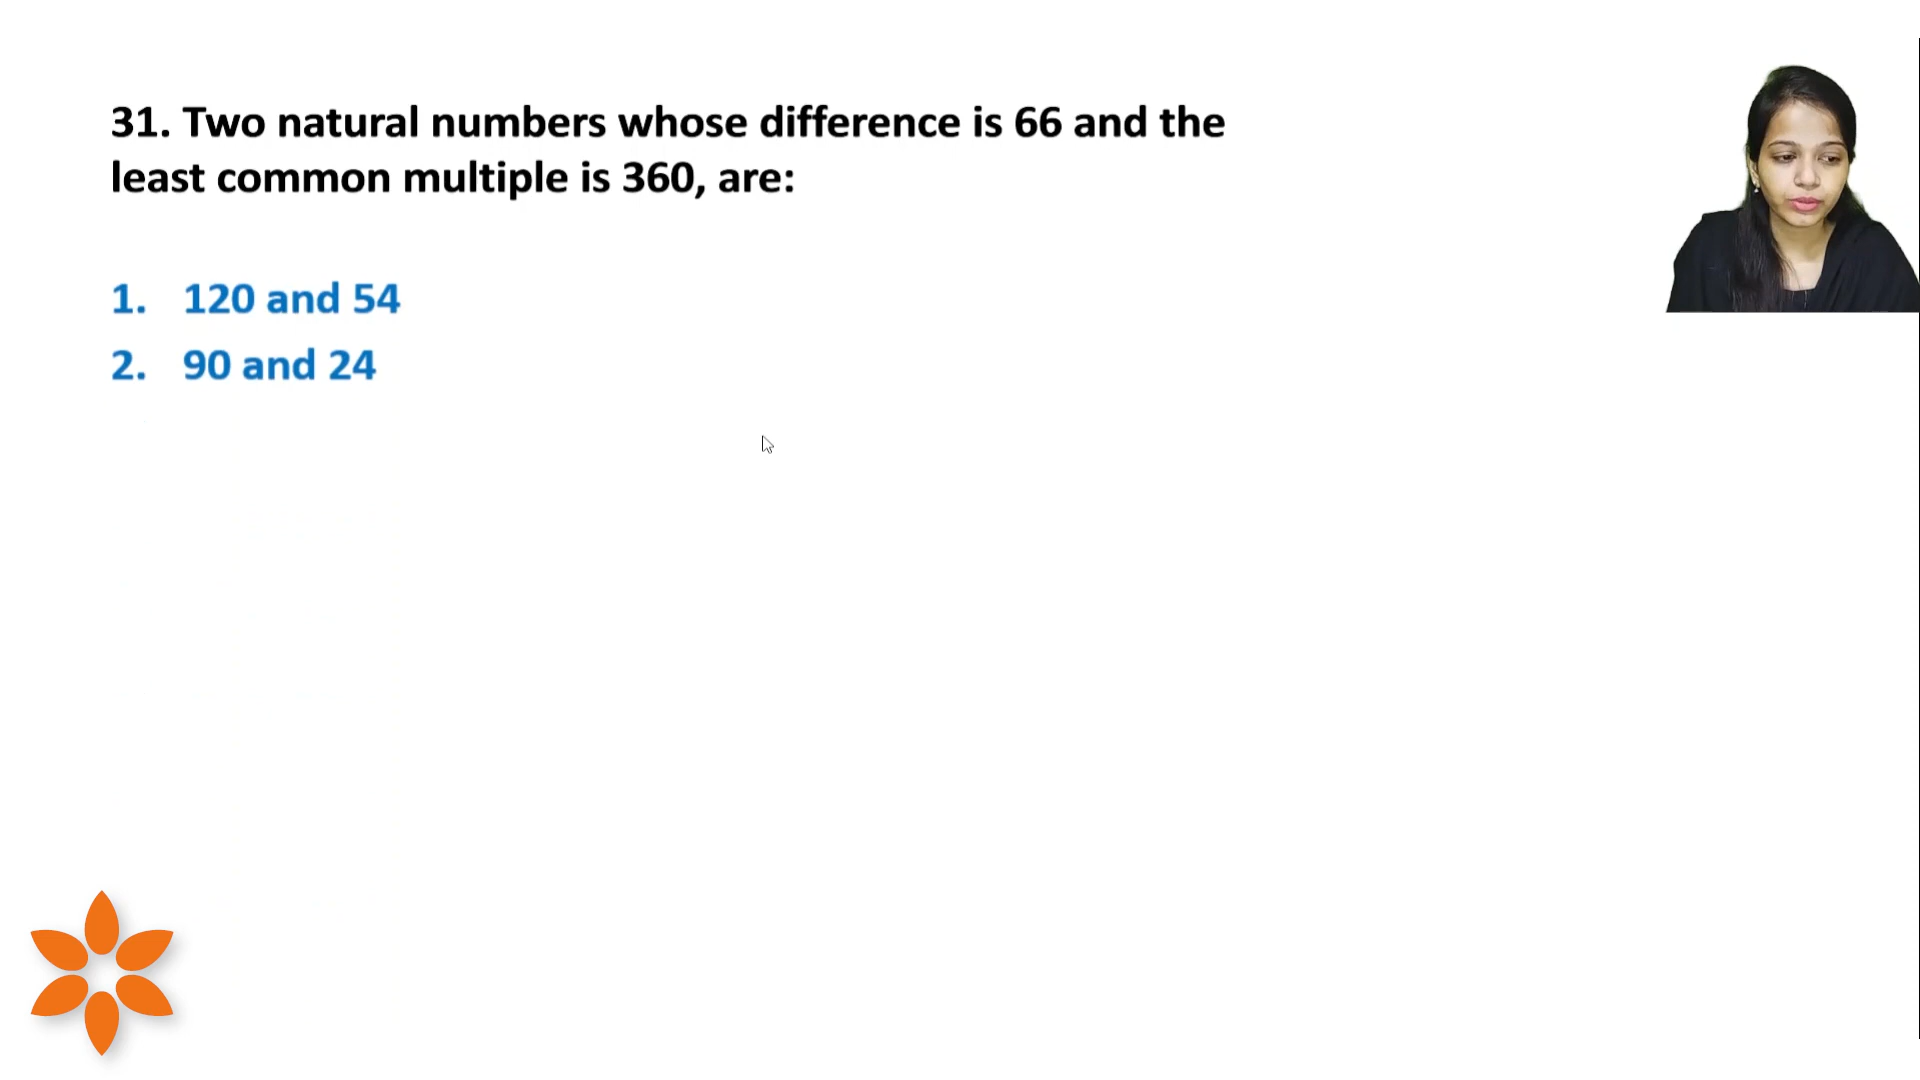 31. Two natural numbers whose difference is 66 and the
least common multiple is 360, are:
1. 120 and 54
2. 90 and 24